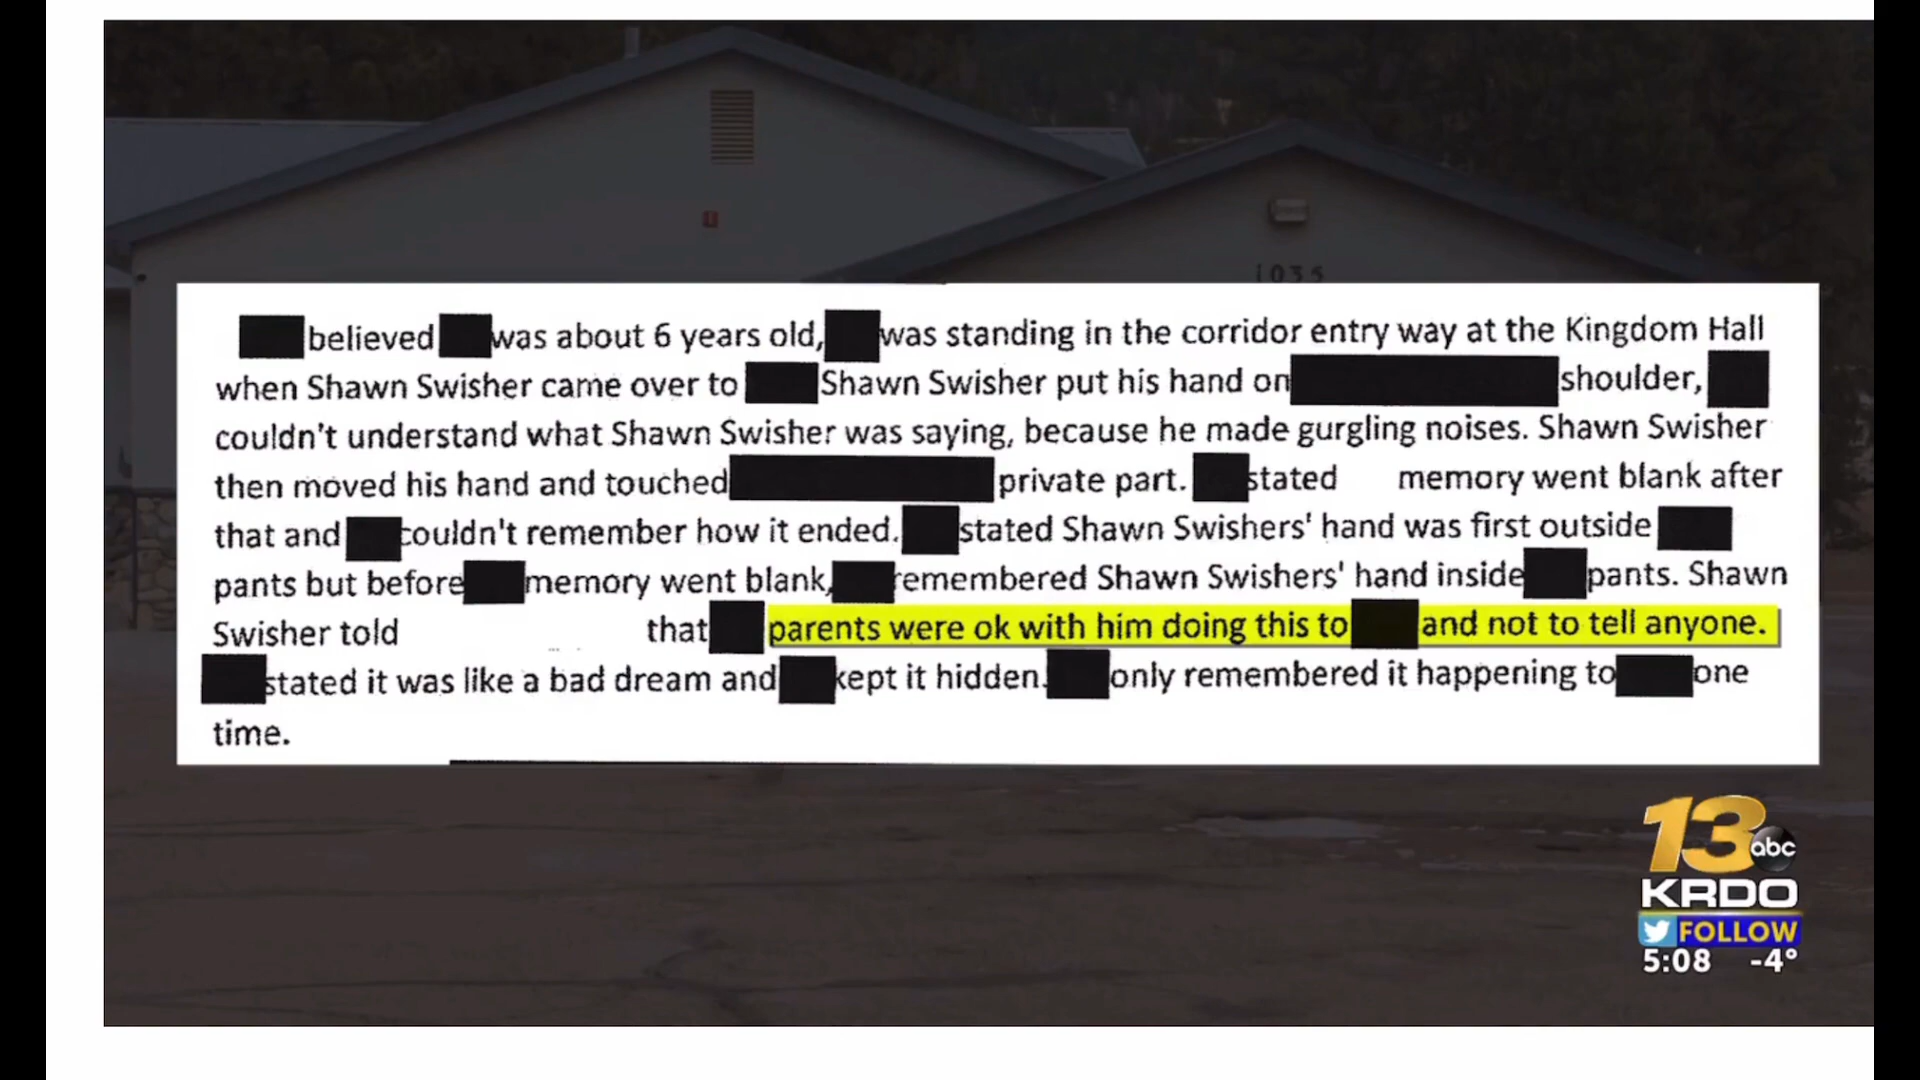 1035
believed was about 6 years old, was standing in the corridor entry way at the Kingdom Hall
when Shawn Swisher came over to Shawn Swisher put his hand on shoulder,
couldn't understand what Shawn Swisher was saying, because he made gurgling noises. Shawn Swisher
then moved his hand and touched private part. stated memory went blank after
that and couldn't remember how it ended. stated Shawn Swishers' hand was first outside
pants but before memory went blank, remembered Shawn Swishers' hand inside pants. Shawn
Swisher told that parents were ok with him doing this to and not to tell anyone.
stated it was like a bad dream and kept it hidden. only remembered it happening to one
time.
13 abc
KRDO
FOLLOW
5:08 -4°